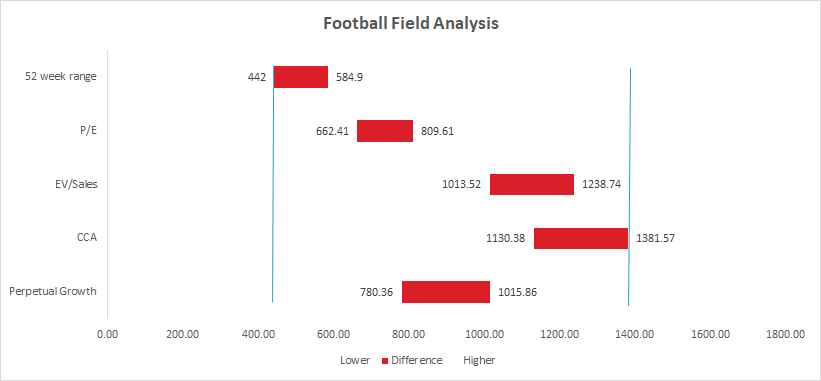 Football Field Analysis
52 week range 442 584.9
P/E 662.41 809.61
EV/Sales 1013.52 1238.74
CCA 1130.38 1381.57
Perpetual Growth 780.36 1015.86
0.00 200.00 400.00 600.00 800.00 1000.00 1200.00 1400.00 1600.00 1800.00
Lower Difference Higher